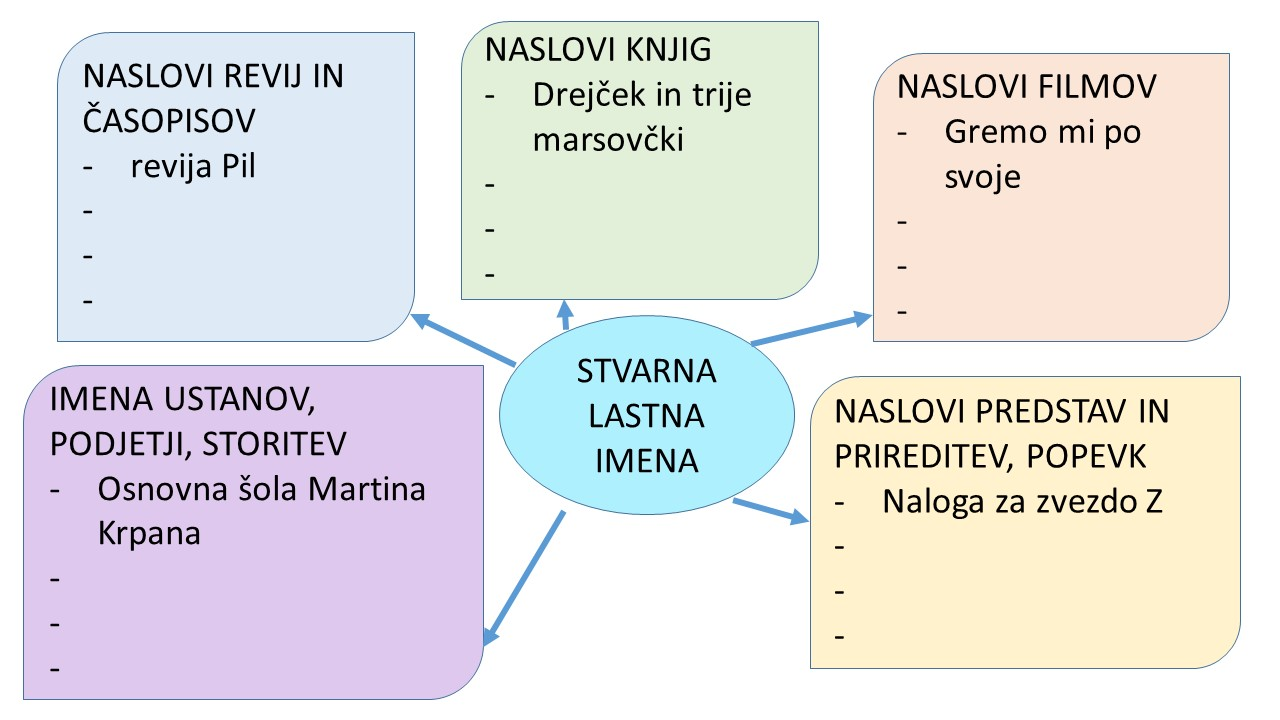 NASLOVI REVIJ IN
ČASOPISOV
- revija Pil
-
-
-
NASLOVI KNJIG
- Drejček in trije
marsovčki
-
-
-
NASLOVI FILMOV
- Gremo mi po
svoje
-
-
-
STVARNA
LASTNA
IMENA
IMENA USTANOV,
PODJETJI, STORITEV
- Osnovna šola Martina
Krpana
-
-
-
NASLOVI PREDSTAV IN
PRIREDITEV, POPEVK
- Naloga za zvezdo Z
-
-
-